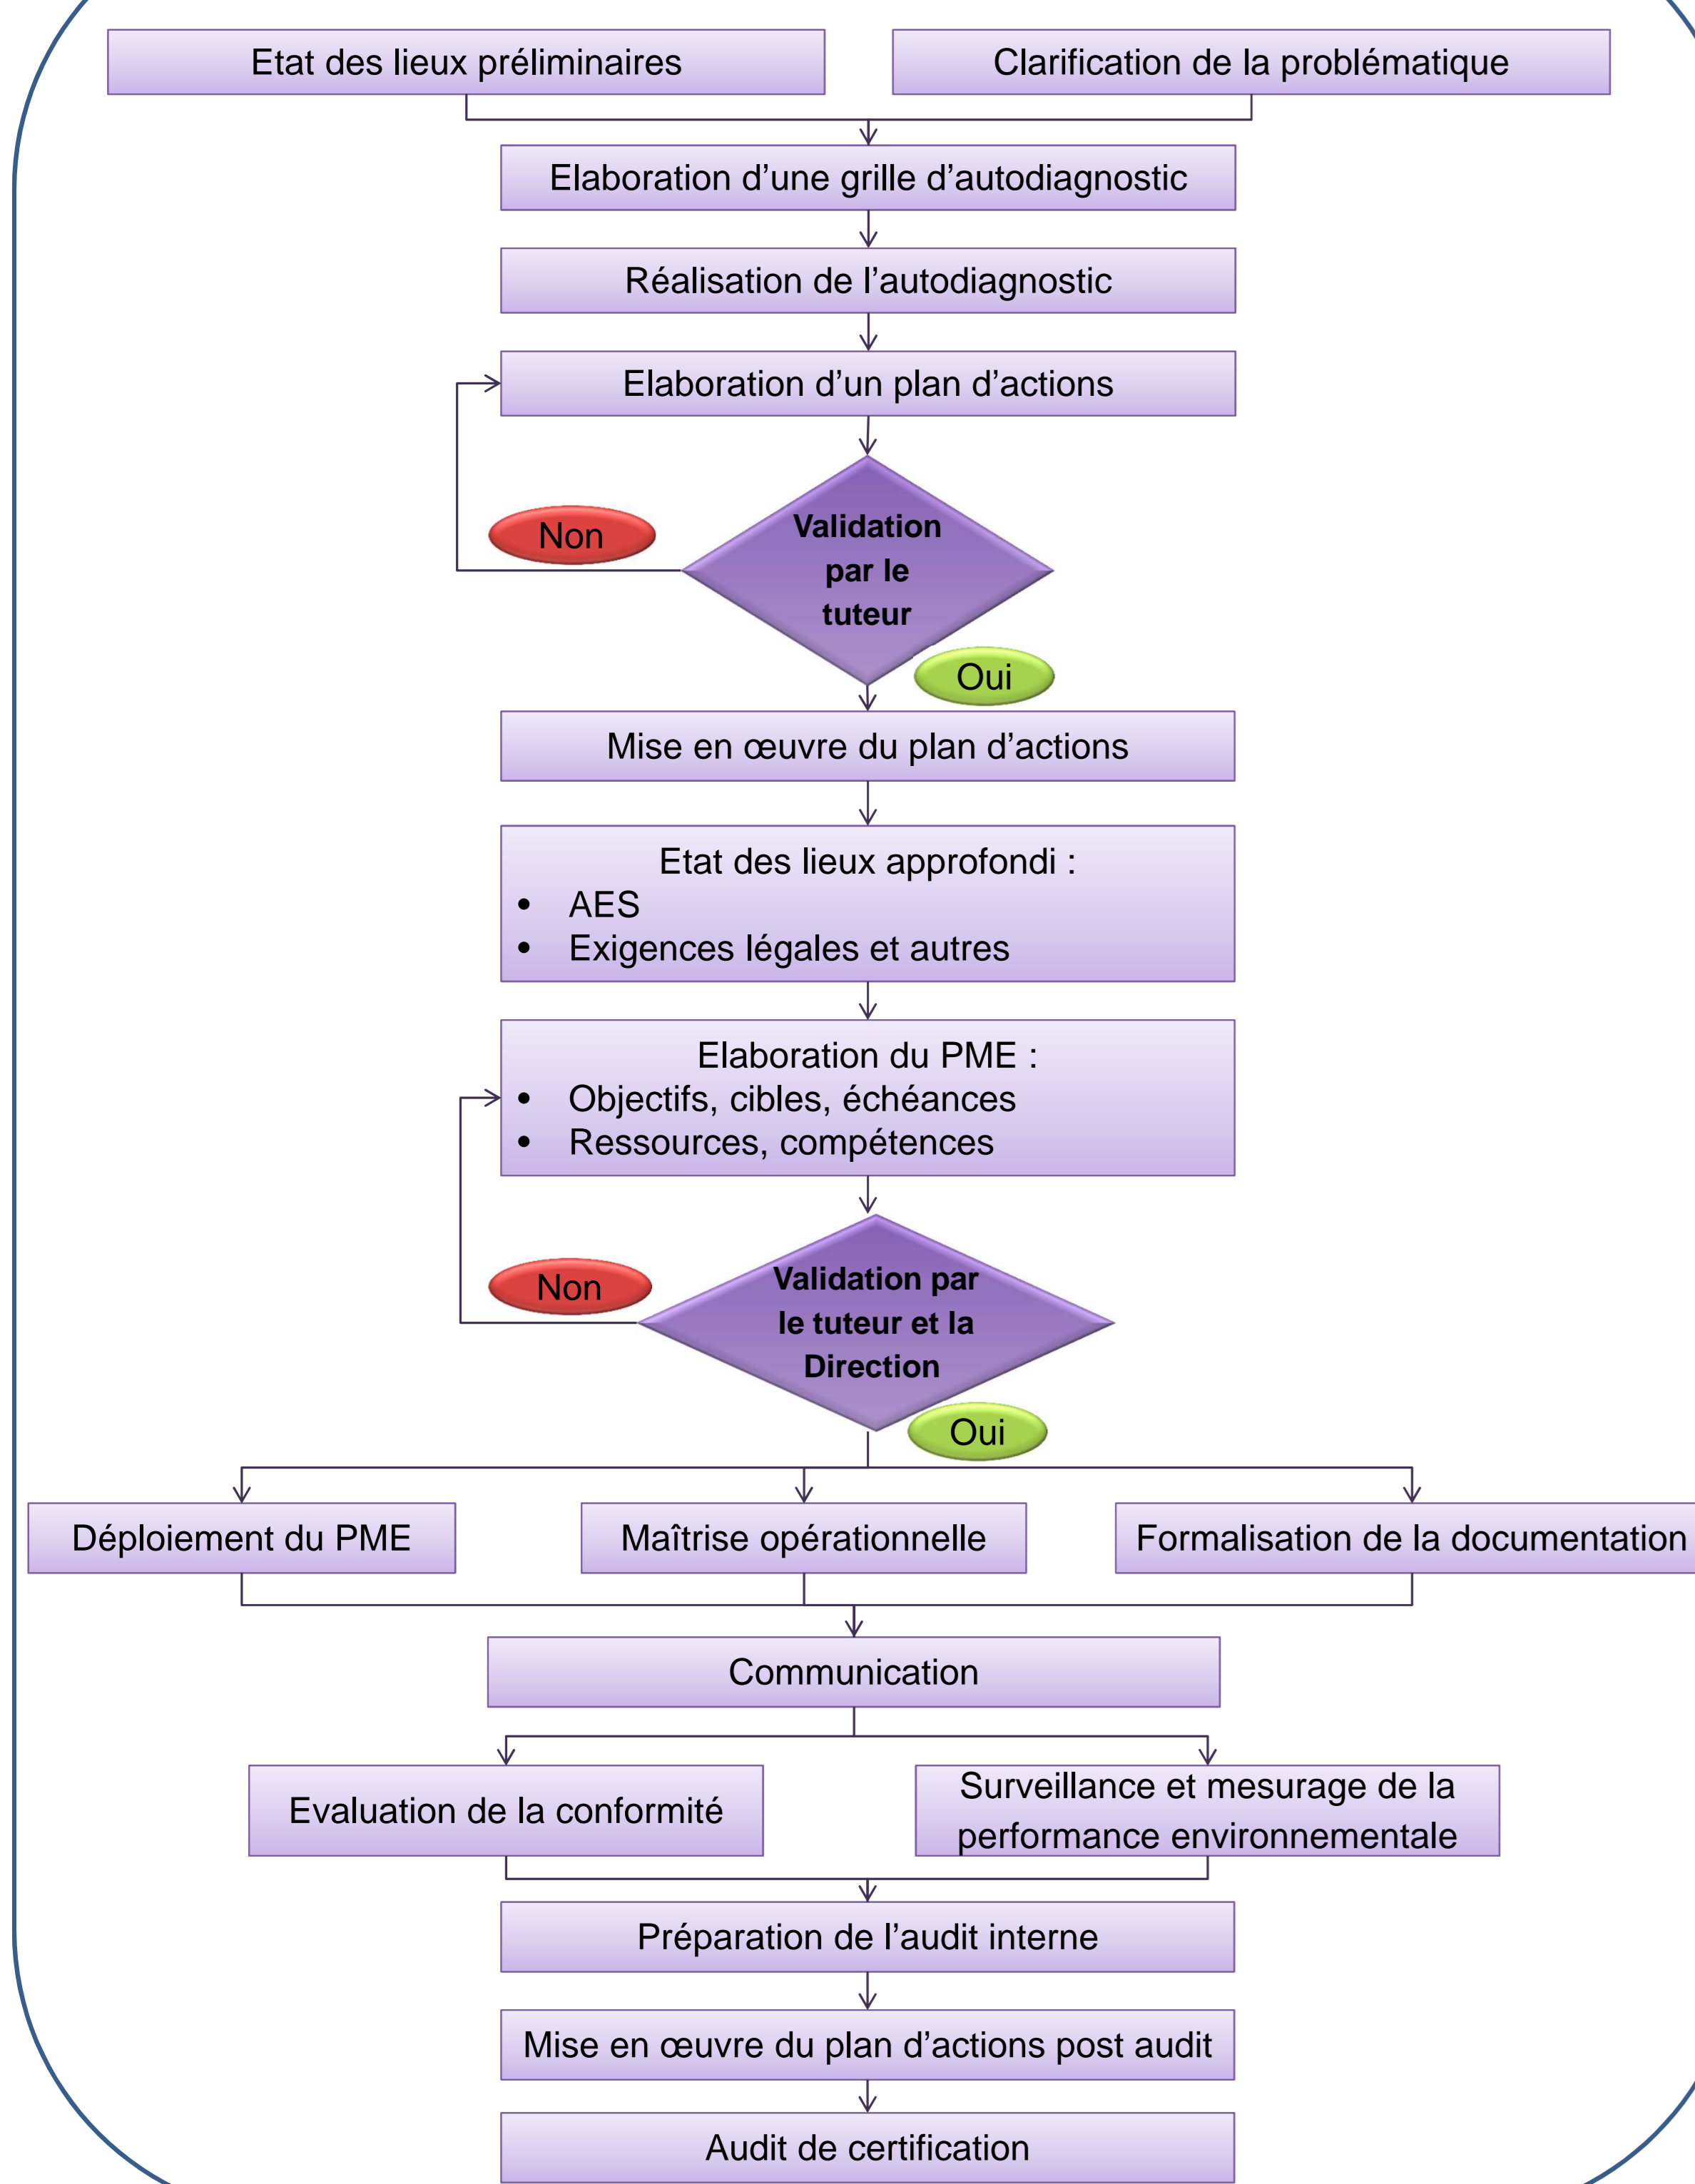 Etat des lieux préliminaires
Clarification de la problématique
Elaboration d’une grille d’autodiagnostic
Réalisation de l’autodiagnostic
Elaboration d’un plan d’actions
Validation
par le
tuteur
Non
Oui
Mise en œuvre du plan d’actions
Etat des lieux approfondi :
• AES
• Exigences légales et autres
Elaboration du PME :
• Objectifs, cibles, échéances
• Ressources, compétences
Validation par
le tuteur et la
Direction
Non
Oui
Déploiement du PME
Maîtrise opérationnelle
Formalisation de la documentation
Communication
Evaluation de la conformité
Surveillance et mesurage de la
performance environnementale
Préparation de l’audit interne
Mise en œuvre du plan d’actions post audit
Audit de certification